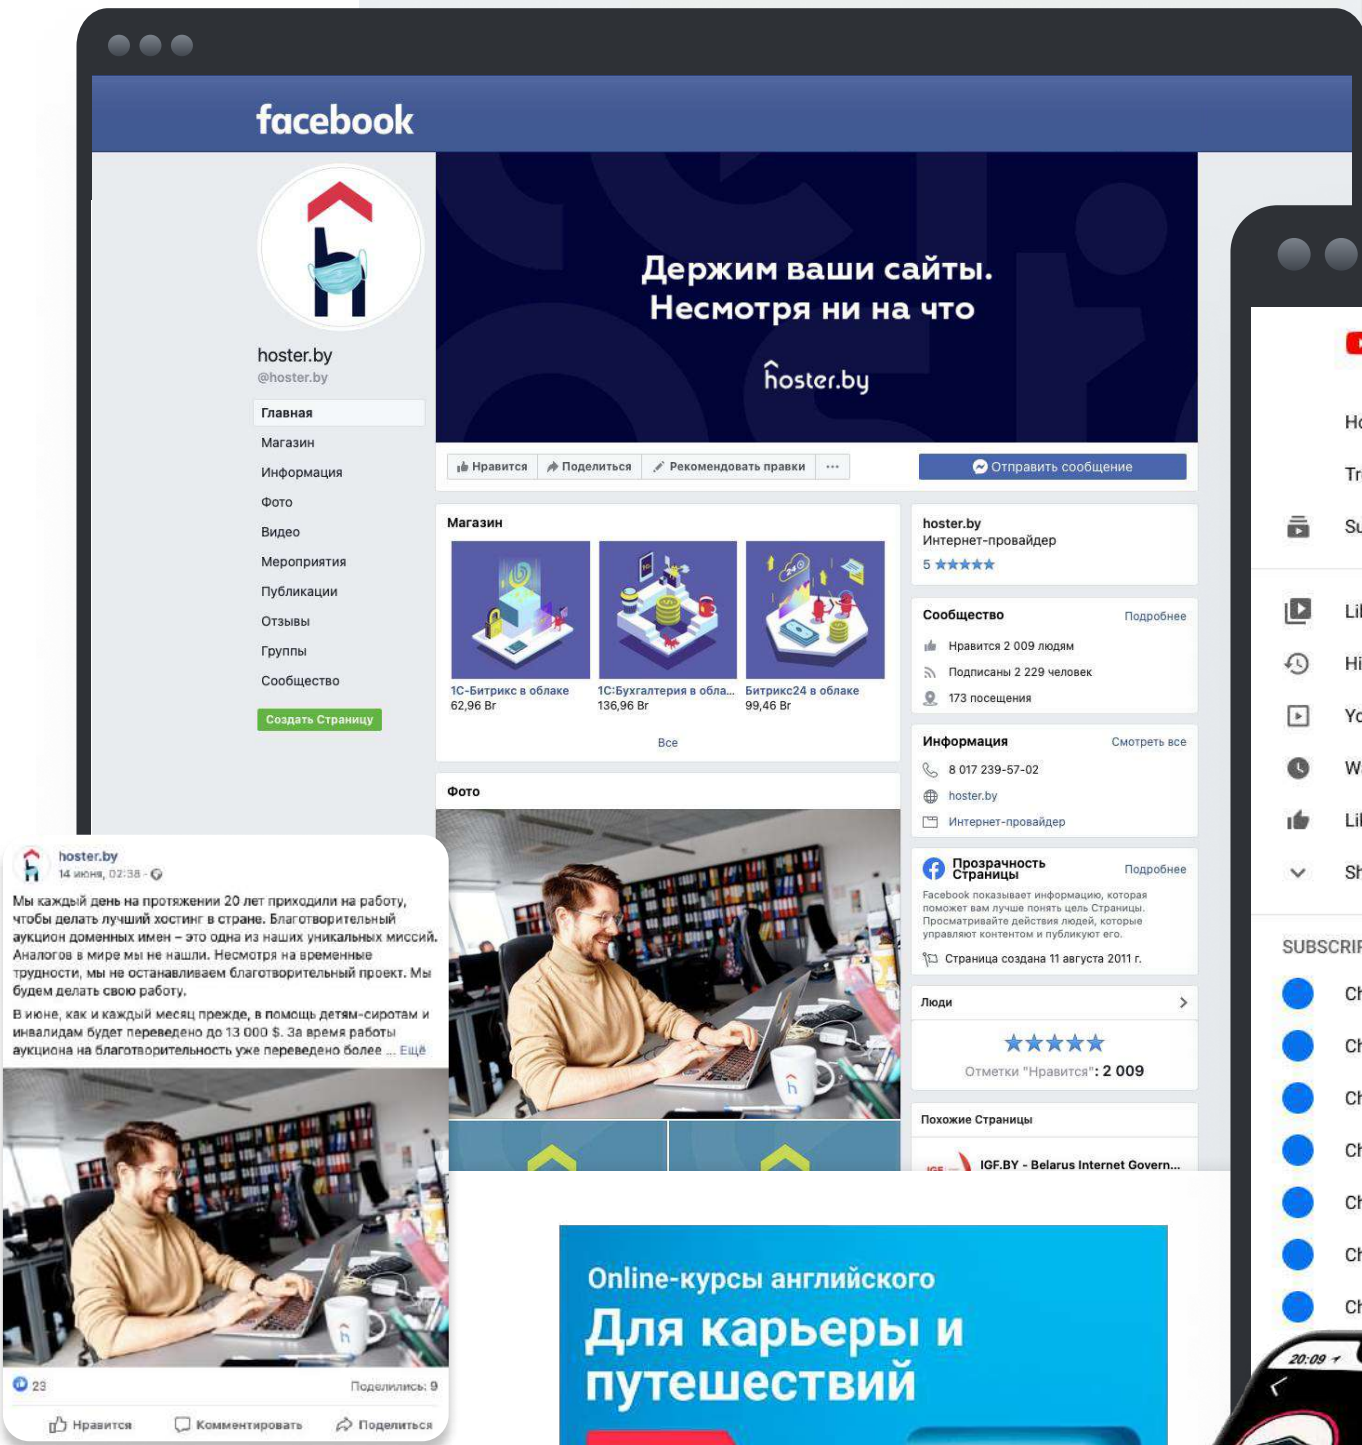 facebook
Держим ваши сайты.
Несмотря ни на что
hoster.by
hoster.by
@hoster.by
Главная
Магазин
Информация
Фото
Видео
Мероприятия
Публикации
Отзывы
Группы
Сообщество
Создать Страницу
Нравится
Поделиться
Рекомендовать правки
Отправить сообщение
Магазин
1С-Битрикс в облаке
62,96 Br
1С:Бухгалтерия в обла...
136,96 Br
Битрикс24 в облаке
99,46 Br
Все
Фото
hoster.by
Интернет-провайдер
5
Сообщество
Подробнее
Нравится 2 009 людям
Подписаны 2 229 человек
173 посещения
Информация
Смотреть все
8 017 239-57-02
hoster.by
Интернет-провайдер
Прозрачность
Страницы
Подробнее
Facebook показывает информацию, которая
поможет вам лучше понять цель Страницы.
Просматривайте действия людей, которые
управляют контентом и публикуют его.
Страница создана 11 августа 2011 г.
Люди
Отметки "Нравится": 2 009
Похожие Страницы
IGF.BY - Belarus Internet Govern...
hoster.by
14 июня, 02:38
Мы каждый день на протяжении 20 лет приходили на работу,
чтобы делать лучший хостинг в стране. Благотворительный
аукцион доменных имен – это одна из наших уникальных миссий.
Аналогов в мире мы не нашли. Несмотря на временные
трудности, мы не останавливаем благотворительный проект. Мы
будем делать свою работу.
В июне, как и каждый месяц прежде, в помощь детям-сиротам и
инвалидам будет переведено до 13 000 $. За время работы
аукциона на благотворительность уже переведено более ... Ещё
23
Поделились: 9
Нравится
Комментировать
Поделиться
Online-курсы английского
Для карьеры и
путешествий
20:09